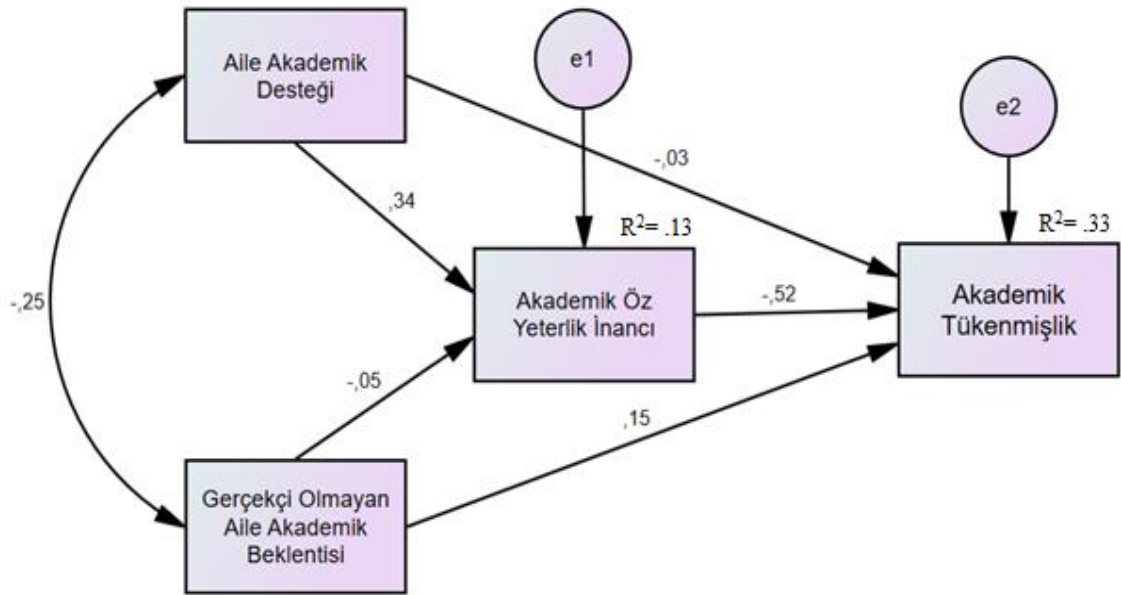 Aile Akademik
Desteği
e1
e2
-,03
,34
R²= .13
R²= .33
-,25
Akademik Öz
Yeterlik İnancı
-,52
Akademik
Tükenmişlik
-,05
,15
Gerçekçi Olmayan
Aile Akademik
Beklentisi